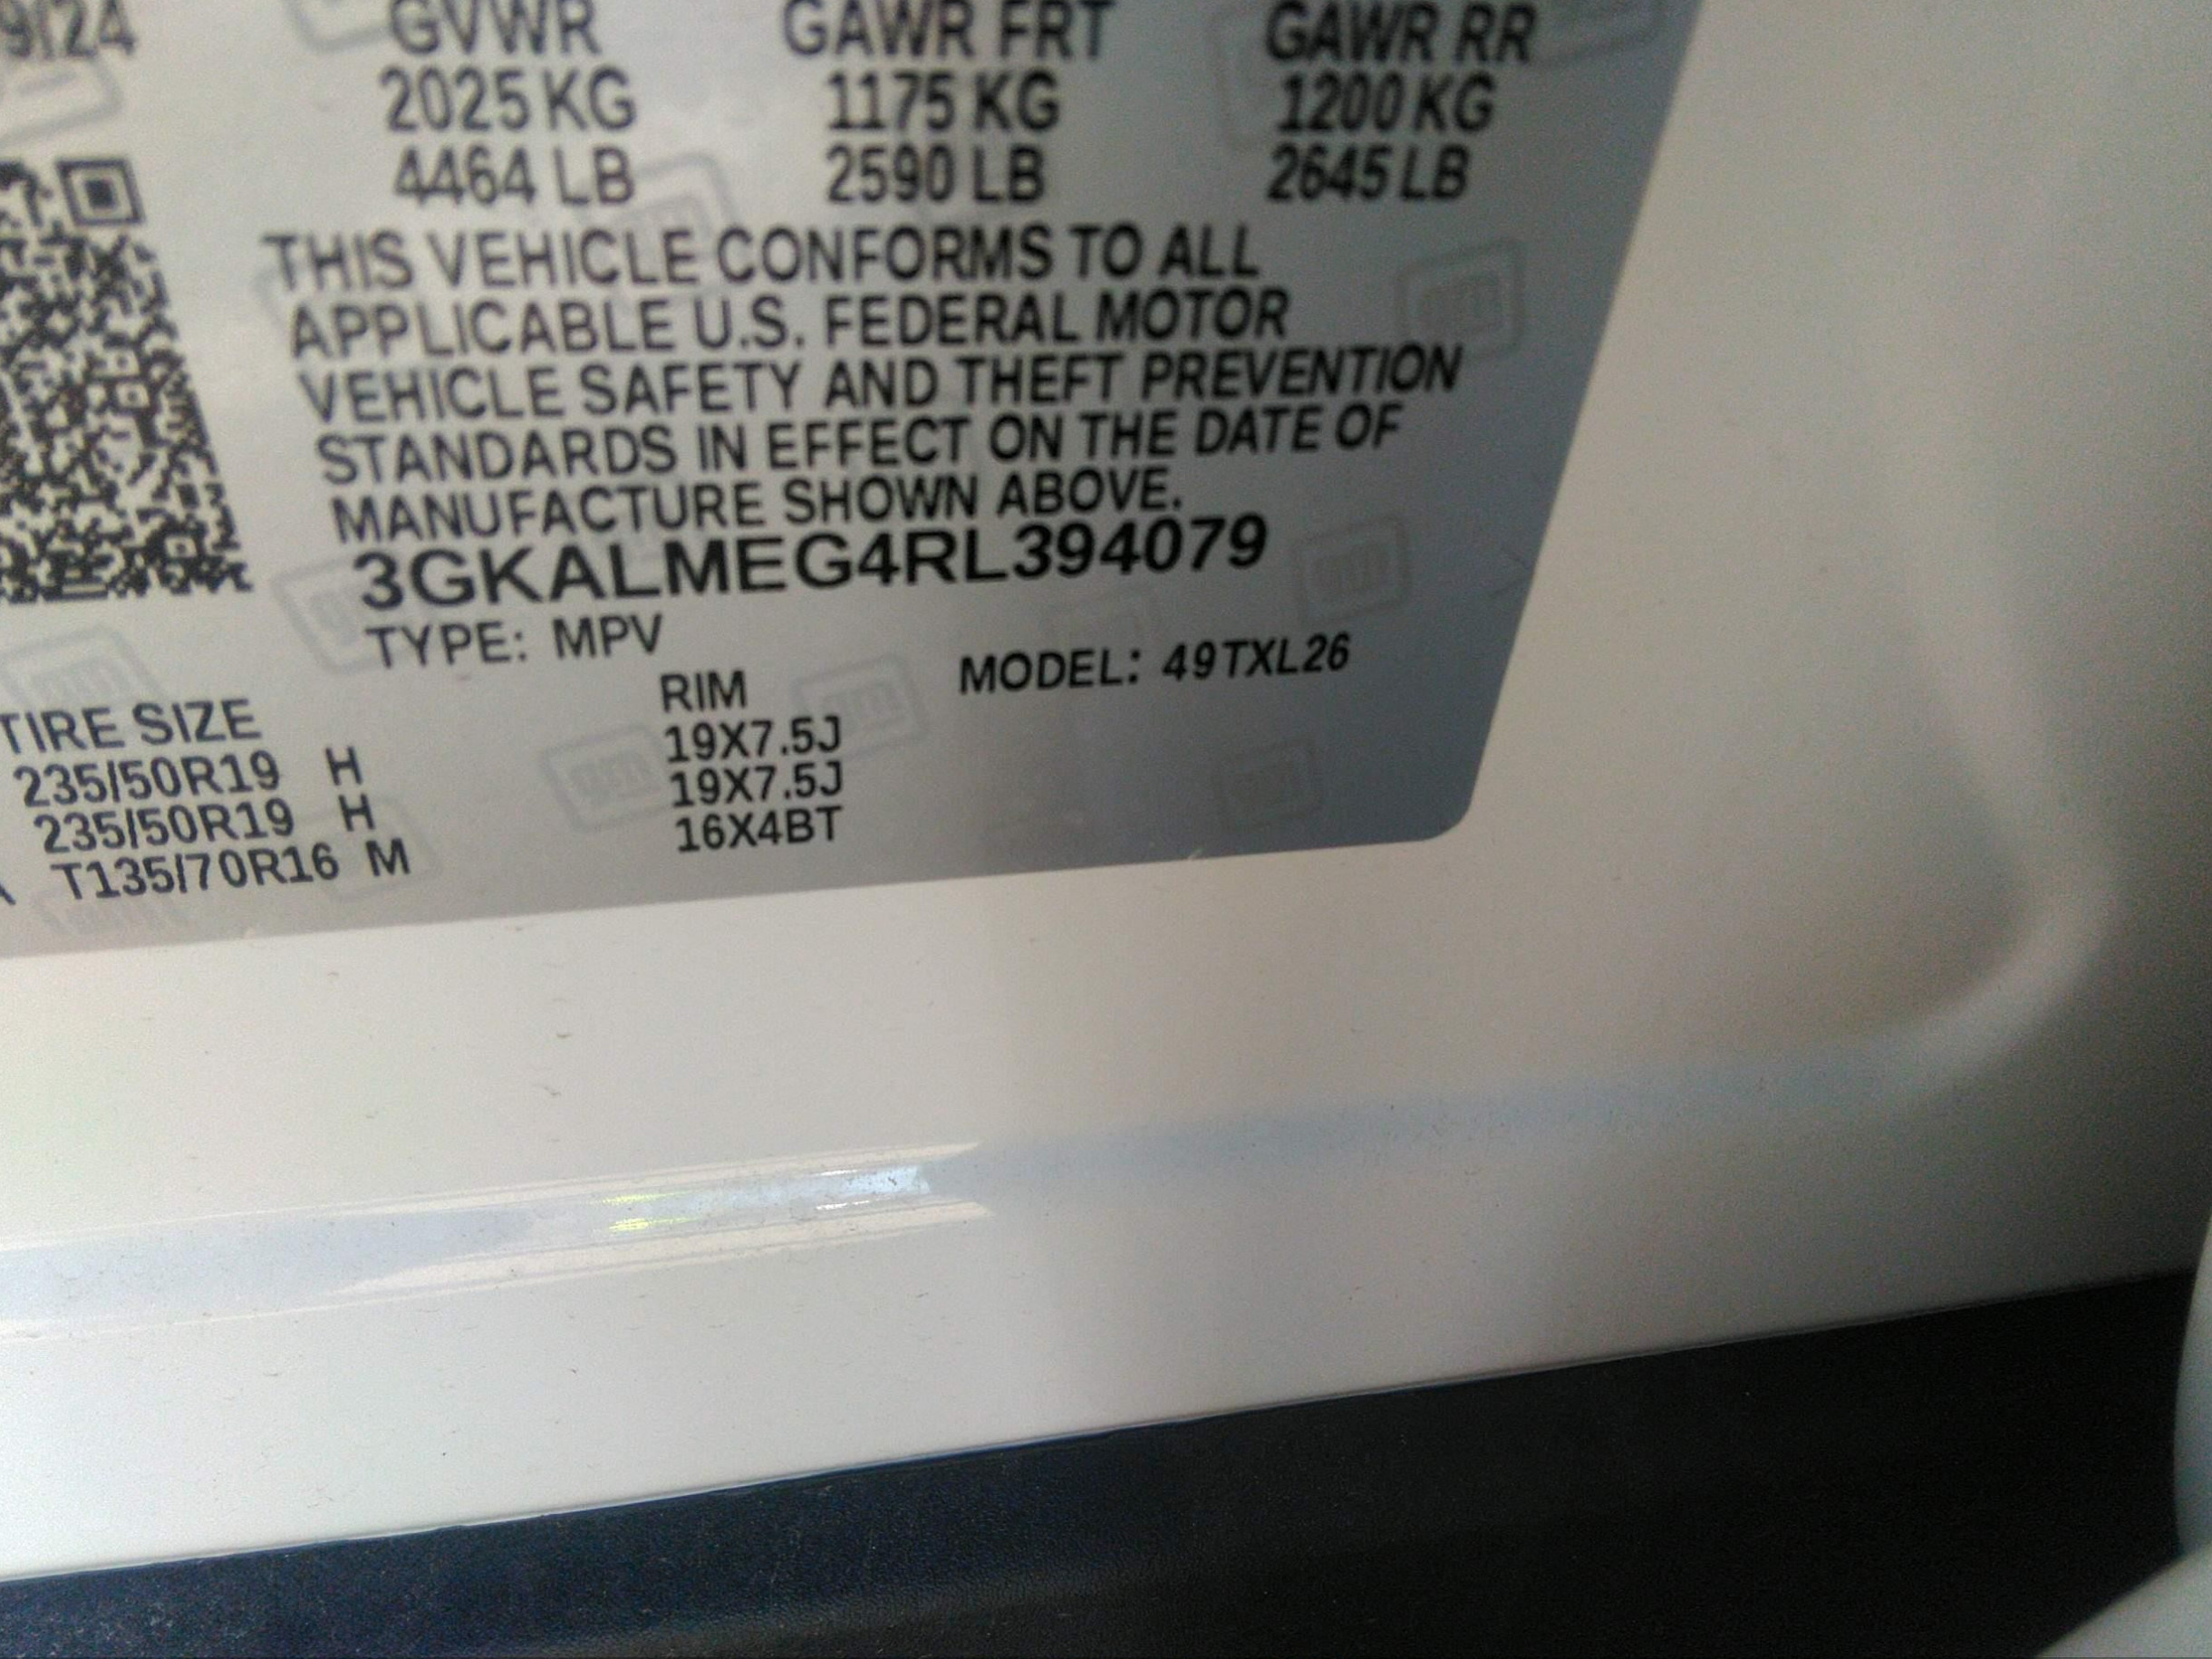 9/24 GVWR GAWR FRT GAWR RR
2025 KG 1175 KG 1200 KG
4464 LB 2590 LB 2645 LB
THIS VEHICLE CONFORMS TO ALL
APPLICABLE U.S. FEDERAL MOTOR
VEHICLE SAFETY AND THEFT PREVENTION
STANDARDS IN EFFECT ON THE DATE OF
MANUFACTURE SHOWN ABOVE.
3GKALMEG4RL394079
TYPE: MPV
MODEL: 49TXL26
TIRE SIZE RIM
235/50R19 H 19X7.5J
235/50R19 H 19X7.5J
T135/70R16 M 16X4BT